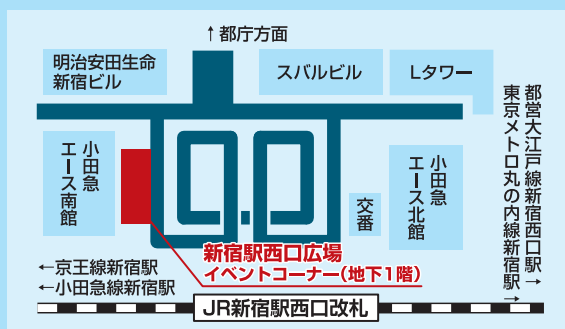 ↑都庁方面
明治安田生命
新宿ビル
スバルビル
Lタワー
小田急
エース南館
交番
小田急
エース北館
都営大江戸線新宿西口駅→
東京メトロ丸の内線新宿駅→
新宿駅西口広場
イベントコーナー(地下1階)
←京王線新宿駅
←小田急線新宿駅
JR新宿駅西口改札